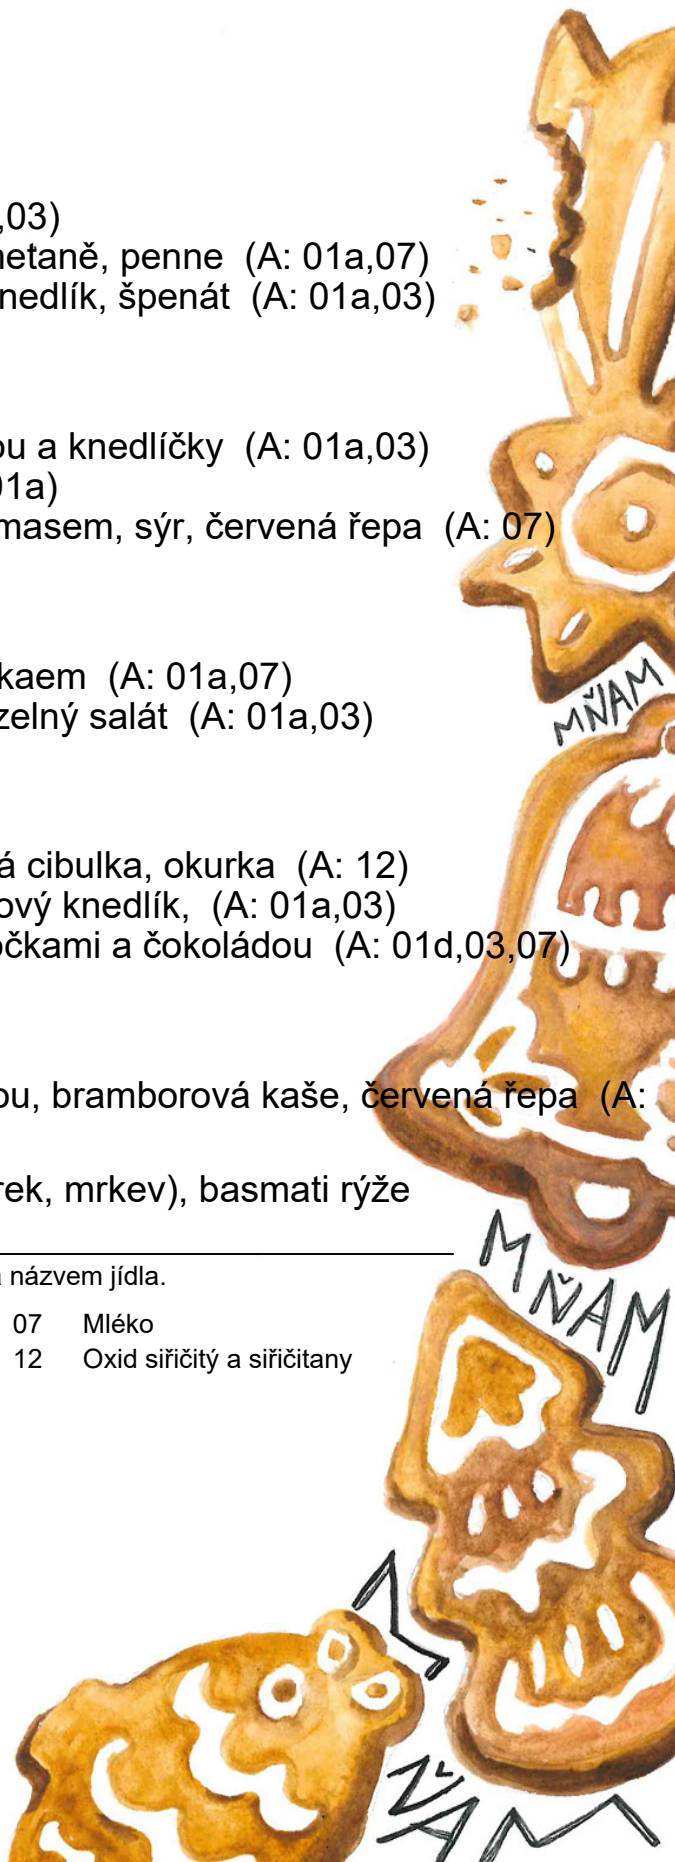 ,03)
netaně, penne (A: 01a,07)
nedlík, špenát (A: 01a,03)
ou a knedlíčky (A: 01a,03)
01a)
masem, sýr, červená řepa (A: 07)
MŇAM
kaem (A: 01a,07)
zelný salát (A: 01a,03)
á cibulka, okurka (A: 12)
ový knedlík, (A: 01a,03)
očkami a čokoládou (A: 01d,03,07)
ou, bramborová kaše, červená řepa (A:
rek, mrkev), basmati rýže
MŇAM
a názvem jídla.
07 Mléko
12 Oxid siřičitý a siřičitany
MŇAM